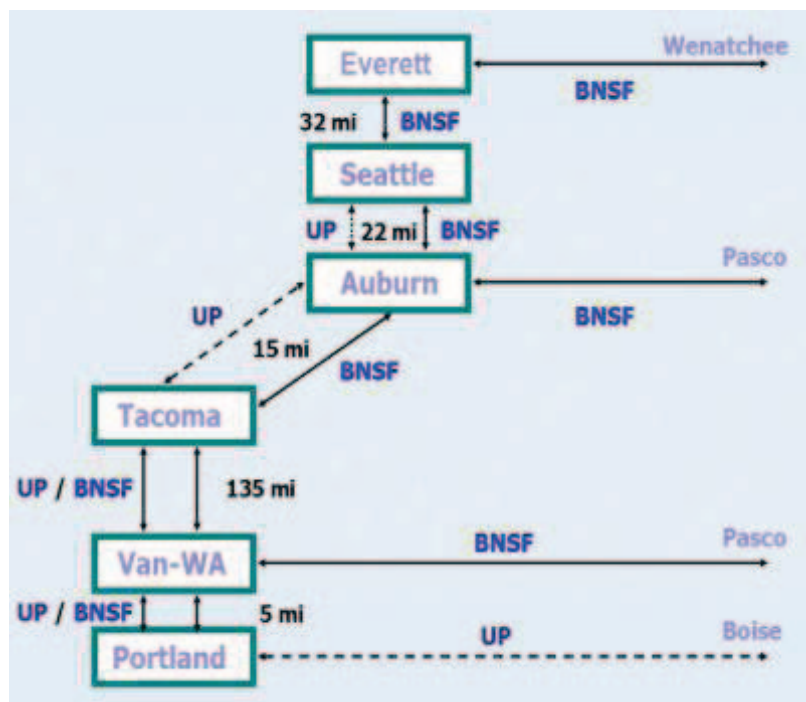 Wenatchee
Everett
BNSF
32 mi BNSF
Seattle
UP 22 mi BNSF
Pasco
Auburn
BNSF
UP
15 mi
BNSF
Tacoma
UP / BNSF 135 mi
BNSF Pasco
Van-WA
UP / BNSF 5 mi
UP Boise
Portland